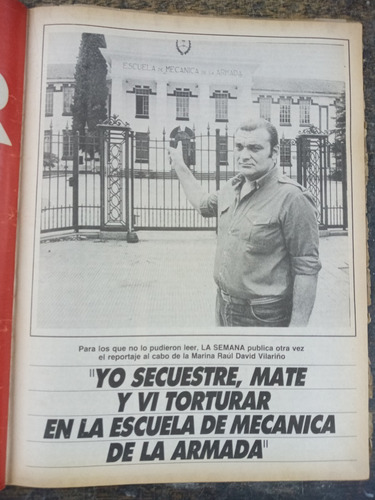 ESCUELA DE MECANICA DE LA ARMADA
Para los que no lo pudieron leer, LA SEMANA publica otra vez
el reportaje al cabo de la Marina Raúl David Vilariño
"YO SECUESTRE, MATE
Y VI TORTURAR
EN LA ESCUELA DE MECANICA
DE LA ARMADA"